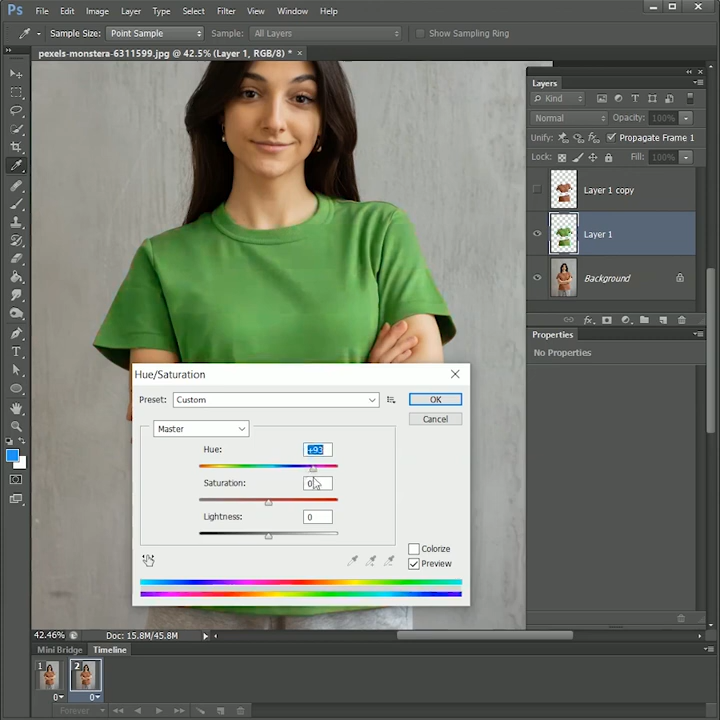 Ps File Edit Image Layer Type Select Filter View Window Help
Sample Size: Point Sample Sample: All Layers Show Sampling Ring
pexels-monstera-6311599.jpg @ 42.5% (Layer 1, RGB/8) * ×
Layers
Kind
Normal Opacity: 100%
Unify: Propagate Frame 1
Lock: Fill: 100%
Layer 1 copy
Layer 1
Background
Properties
No Properties
Hue/Saturation
Preset: Custom OK
Cancel
Master
Hue: +93
Saturation: 0
Lightness: 0
Colorize
Preview
42.46% Doc: 15.8M/45.8M
Mini Bridge Timeline
1 2
0 0
Forever